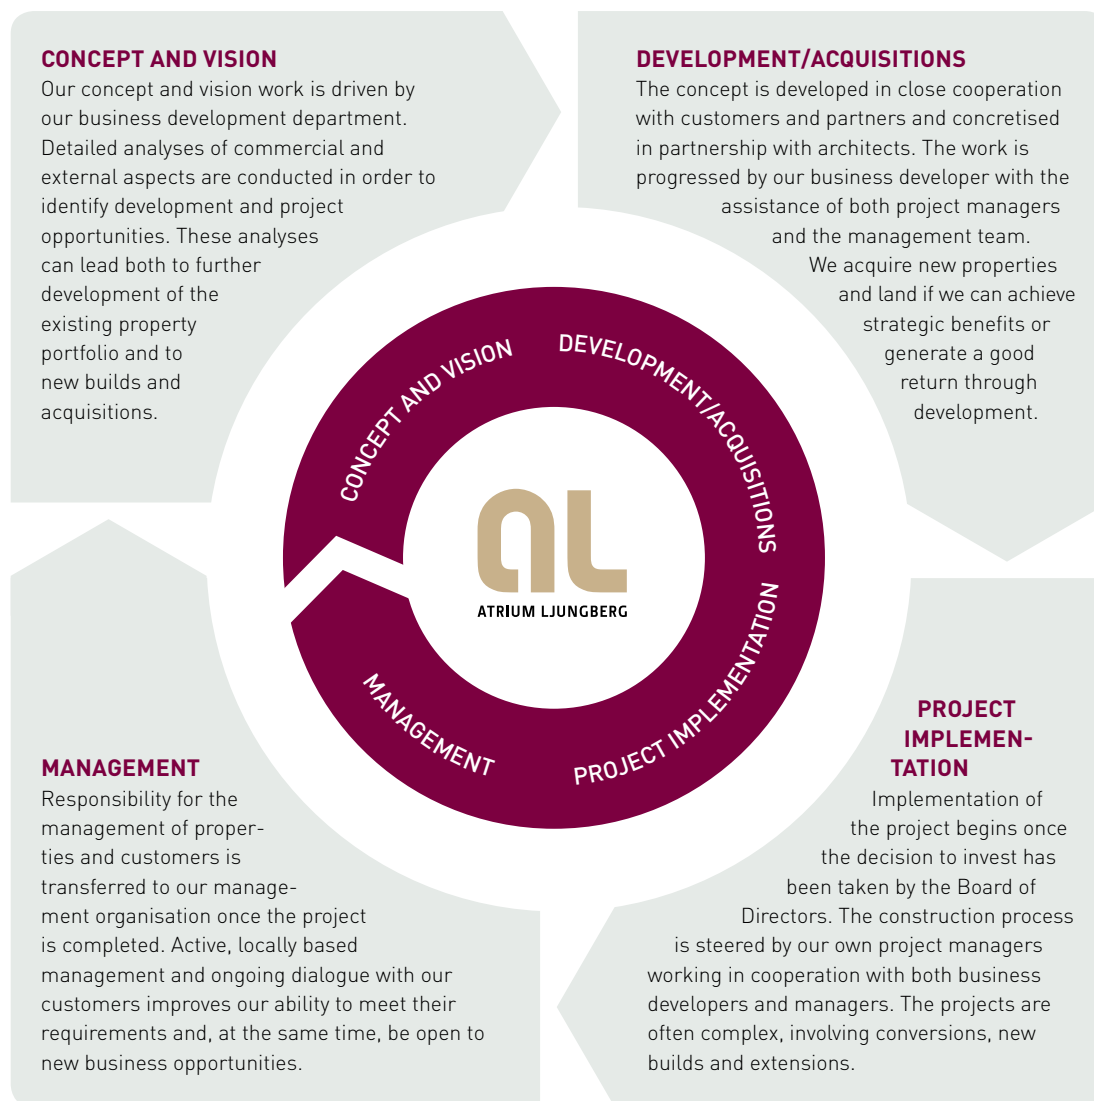 CONCEPT AND VISION
Our concept and vision work is driven by
our business development department.
Detailed analyses of commercial and
external aspects are conducted in order to
identify development and project
opportunities. These analyses
can lead both to further
development of the
existing property
portfolio and to
new builds and
acquisitions.
DEVELOPMENT/ACQUISITIONS
The concept is developed in close cooperation
with customers and partners and concretised
in partnership with architects. The work is
progressed by our business developer with the
assistance of both project managers
and the management team.
We acquire new properties
and land if we can achieve
strategic benefits or
generate a good
return through
development.
CONCEPT AND VISION
DEVELOPMENT/ACQUISITIONS
PROJECT IMPLEMENTATION
MANAGEMENT
AL
ATRIUM LJUNGBERG
PROJECT
IMPLEMEN-
TATION
Implementation of
the project begins once
the decision to invest has
been taken by the Board of
Directors. The construction process
is steered by our own project managers
working in cooperation with both business
developers and managers. The projects are
often complex, involving conversions, new
builds and extensions.
MANAGEMENT
Responsibility for the
management of proper-
ties and customers is
transferred to our manage-
ment organisation once the project
is completed. Active, locally based
management and ongoing dialogue with our
customers improves our ability to meet their
requirements and, at the same time, be open to
new business opportunities.